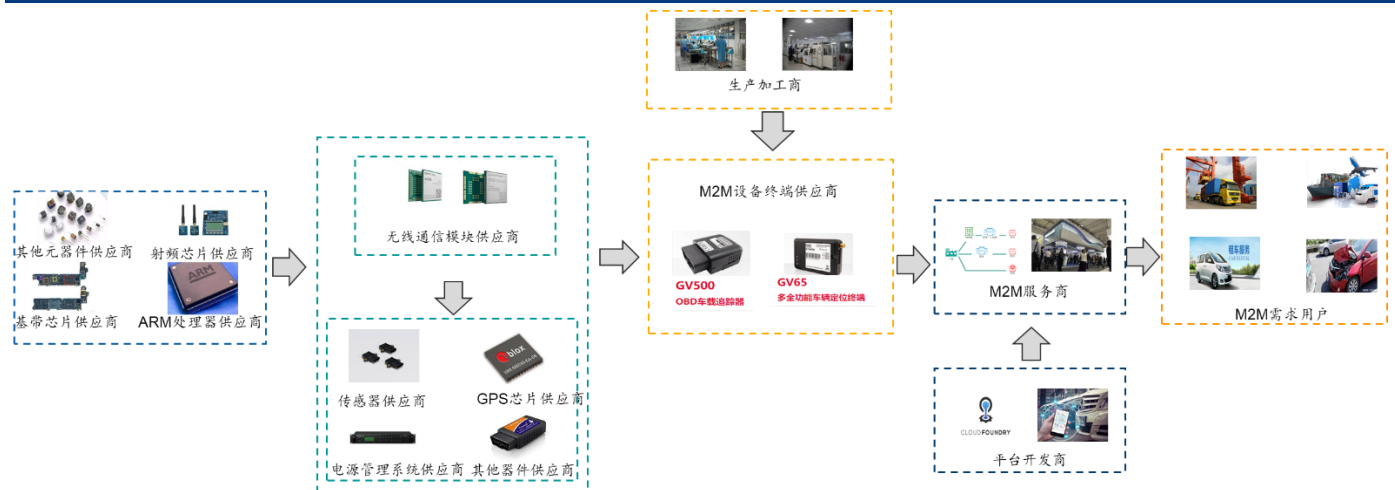 生产加工商
M2M设备终端供应商
GV500
OBD车载追踪器
GV65
多全功能车辆定位终端
无线通信模块供应商
其他元器件供应商
射频芯片供应商
ARM
基带芯片供应商
ARM处理器供应商
blox
传感器供应商
GPS芯片供应商
电源管理系统供应商
其他器件供应商
M2M服务商
CLOUDFOUNDRY
平台开发商
租车服务
M2M需求用户